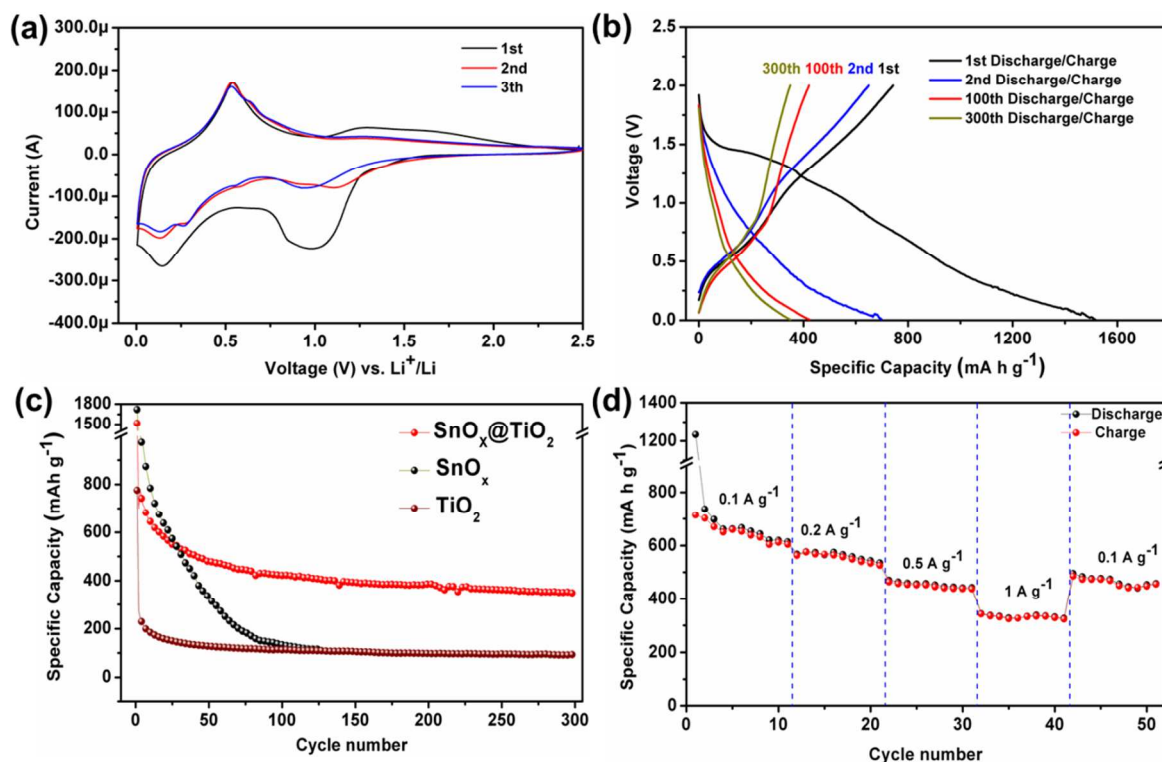 (a)
300.0μ
200.0μ
100.0μ
0.0
-100.0μ
-200.0μ
-300.0μ
-400.0μ
Current (A)
1st
2nd
3th
0.0 0.5 1.0 1.5 2.0 2.5
Voltage (V) vs. Li⁺/Li
(b)
2.5
2.0
1.5
1.0
0.5
0.0
Voltage (V)
300th 100th 2nd 1st
1st Discharge/Charge
2nd Discharge/Charge
100th Discharge/Charge
300th Discharge/Charge
0 400 800 1200 1600
Specific Capacity (mA h g⁻¹)
(c)
1800
1500
800
600
400
200
100
0
Specific Capacity (mAh g⁻¹)
SnOₓ@TiO₂
SnOₓ
TiO₂
0 50 100 150 200 250 300
Cycle number
(d)
1400
1200
800
600
400
200
0
Specific Capacity (mA h g⁻¹)
Discharge
Charge
0.1 A g⁻¹
0.2 A g⁻¹
0.5 A g⁻¹
1 A g⁻¹
0.1 A g⁻¹
0 10 20 30 40 50
Cycle number